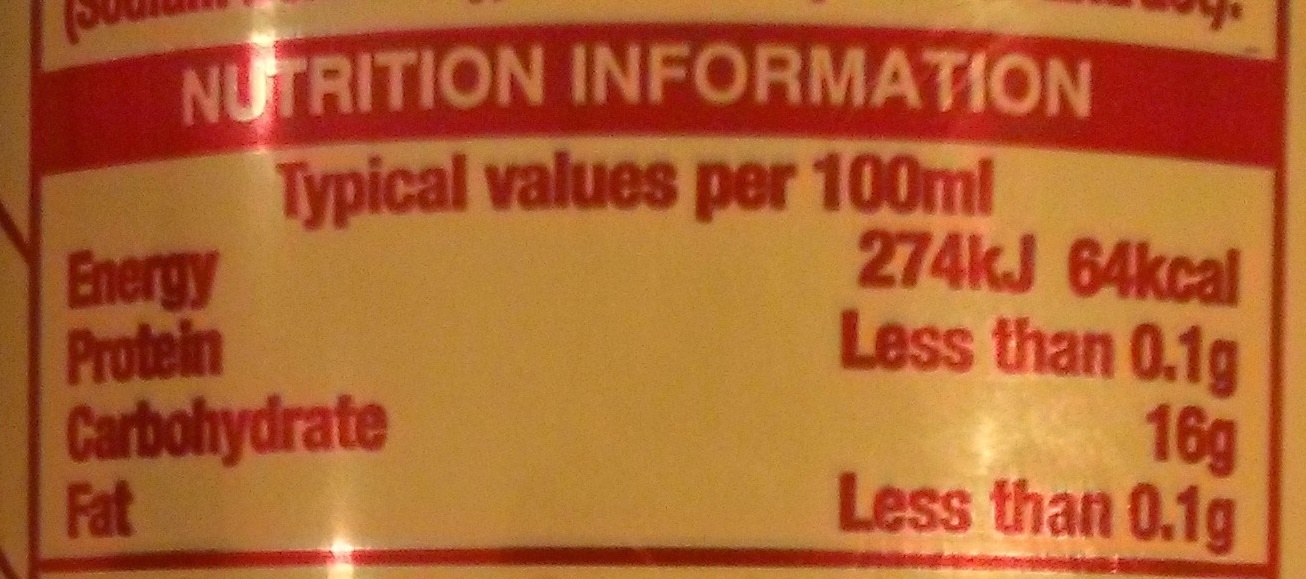 NUTRITION INFORMATION
Typical values per 100ml
Energy 274kJ 64kcal
Protein Less than 0.1g
Carbohydrate 16g
Fat Less than 0.1g